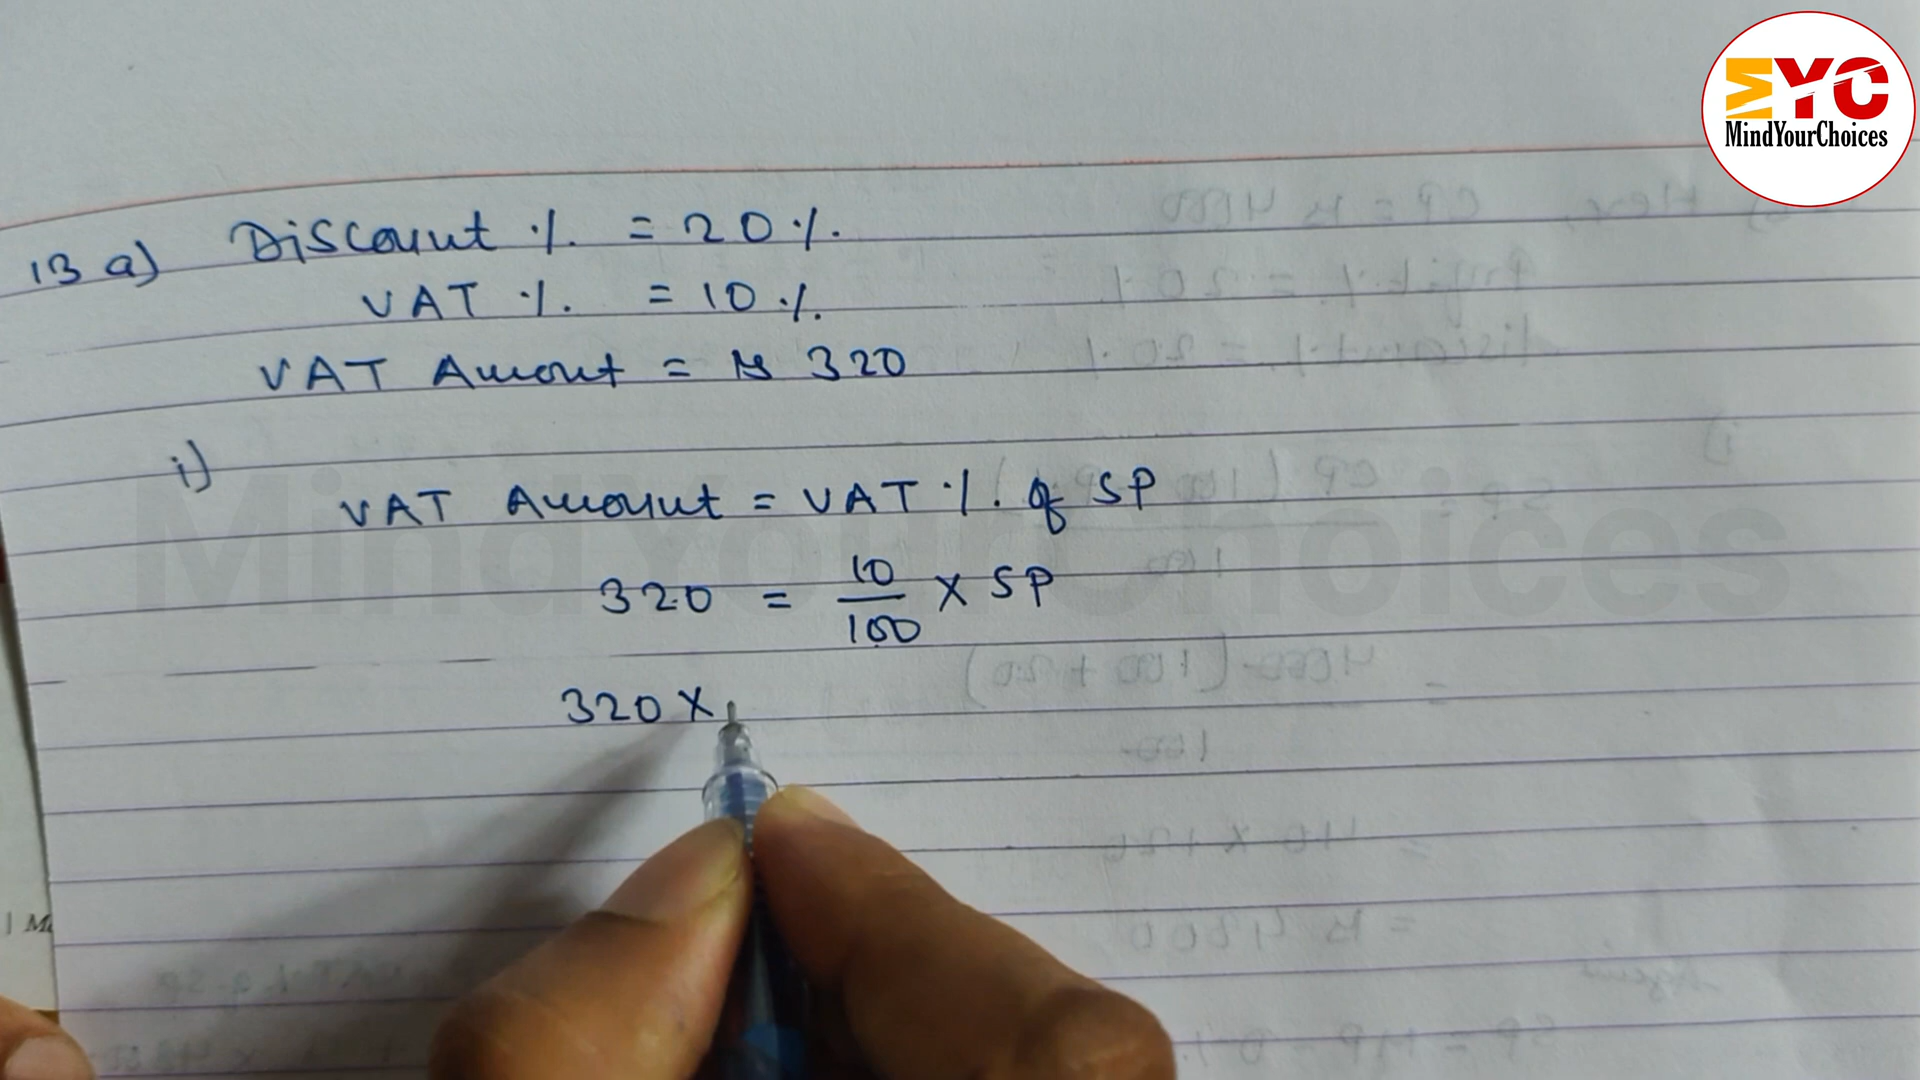 MYC
MindYourChoices
13 a) Discount % = 20%.
VAT % = 10%.
VAT Amount = Rs 320
i)
VAT Amount = VAT % of SP
320 = 10/100 × SP
320 ×
MindYourChoices